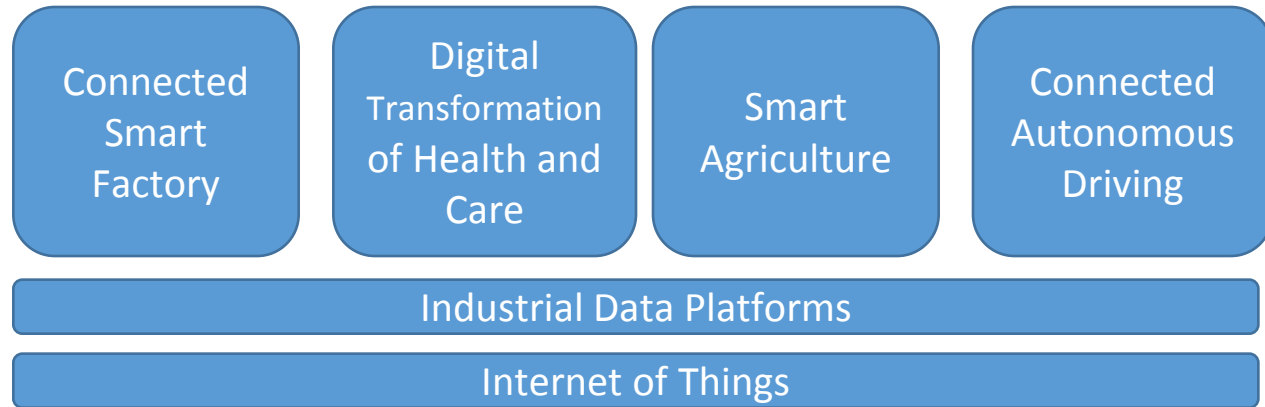 Connected
Smart
Factory
Digital
Transformation
of Health and
Care
Smart
Agriculture
Connected
Autonomous
Driving
Industrial Data Platforms
Internet of Things